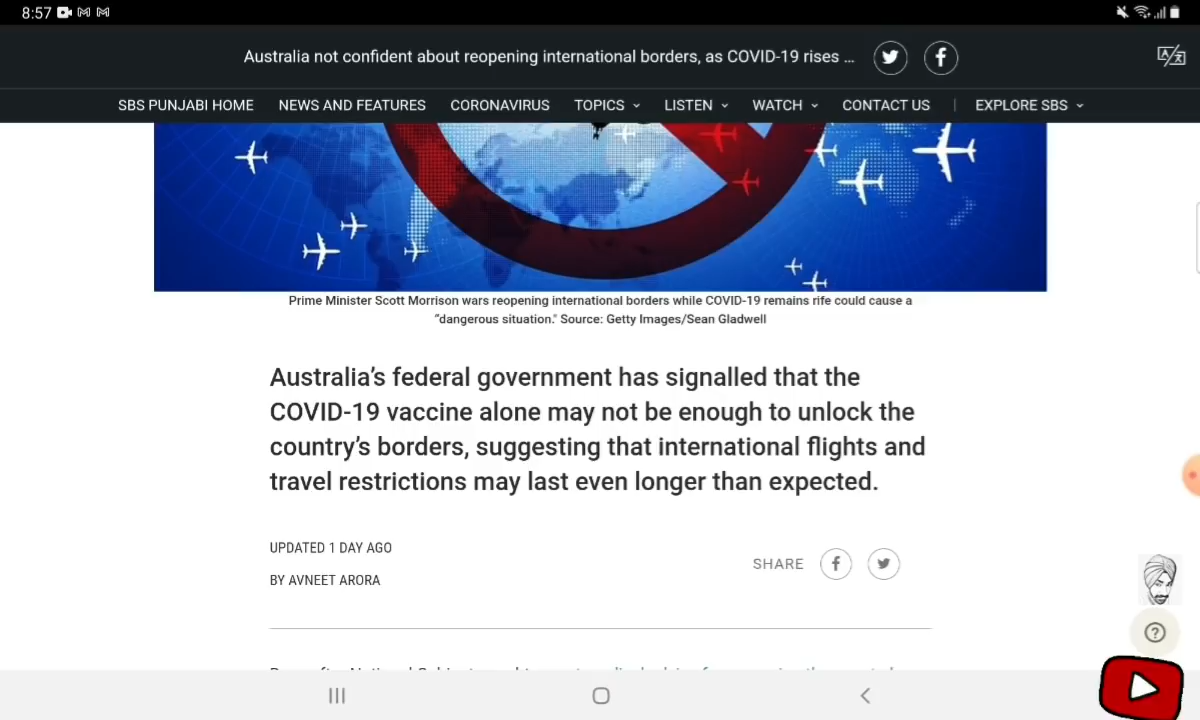 8:57
Australia not confident about reopening international borders, as COVID-19 rises ...
SBS PUNJABI HOME NEWS AND FEATURES CORONAVIRUS TOPICS LISTEN WATCH CONTACT US | EXPLORE SBS
Prime Minister Scott Morrison wars reopening international borders while COVID-19 remains rife could cause a
“dangerous situation." Source: Getty Images/Sean Gladwell
Australia’s federal government has signalled that the
COVID-19 vaccine alone may not be enough to unlock the
country’s borders, suggesting that international flights and
travel restrictions may last even longer than expected.
UPDATED 1 DAY AGO
SHARE
BY AVNEET ARORA